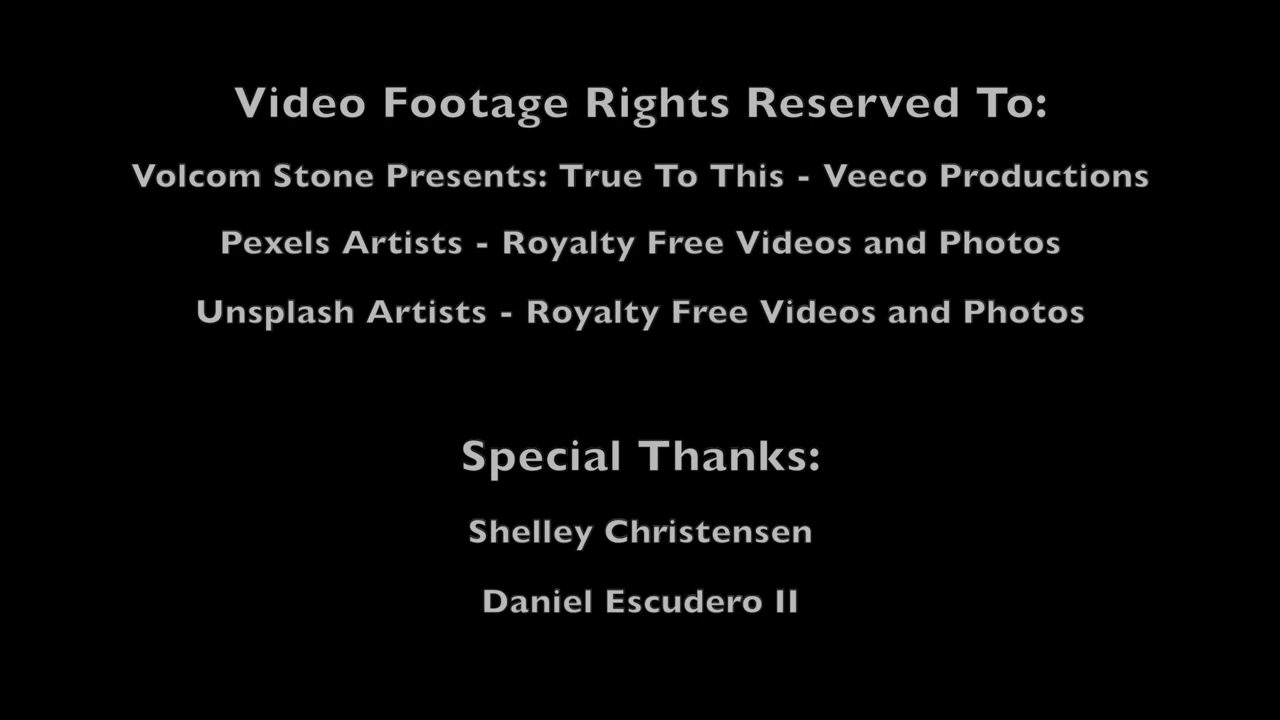 Video Footage Rights Reserved To:
Volcom Stone Presents: True To This - Veeco Productions
Pexels Artists - Royalty Free Videos and Photos
Unsplash Artists - Royalty Free Videos and Photos
Special Thanks:
Shelley Christensen
Daniel Escudero II